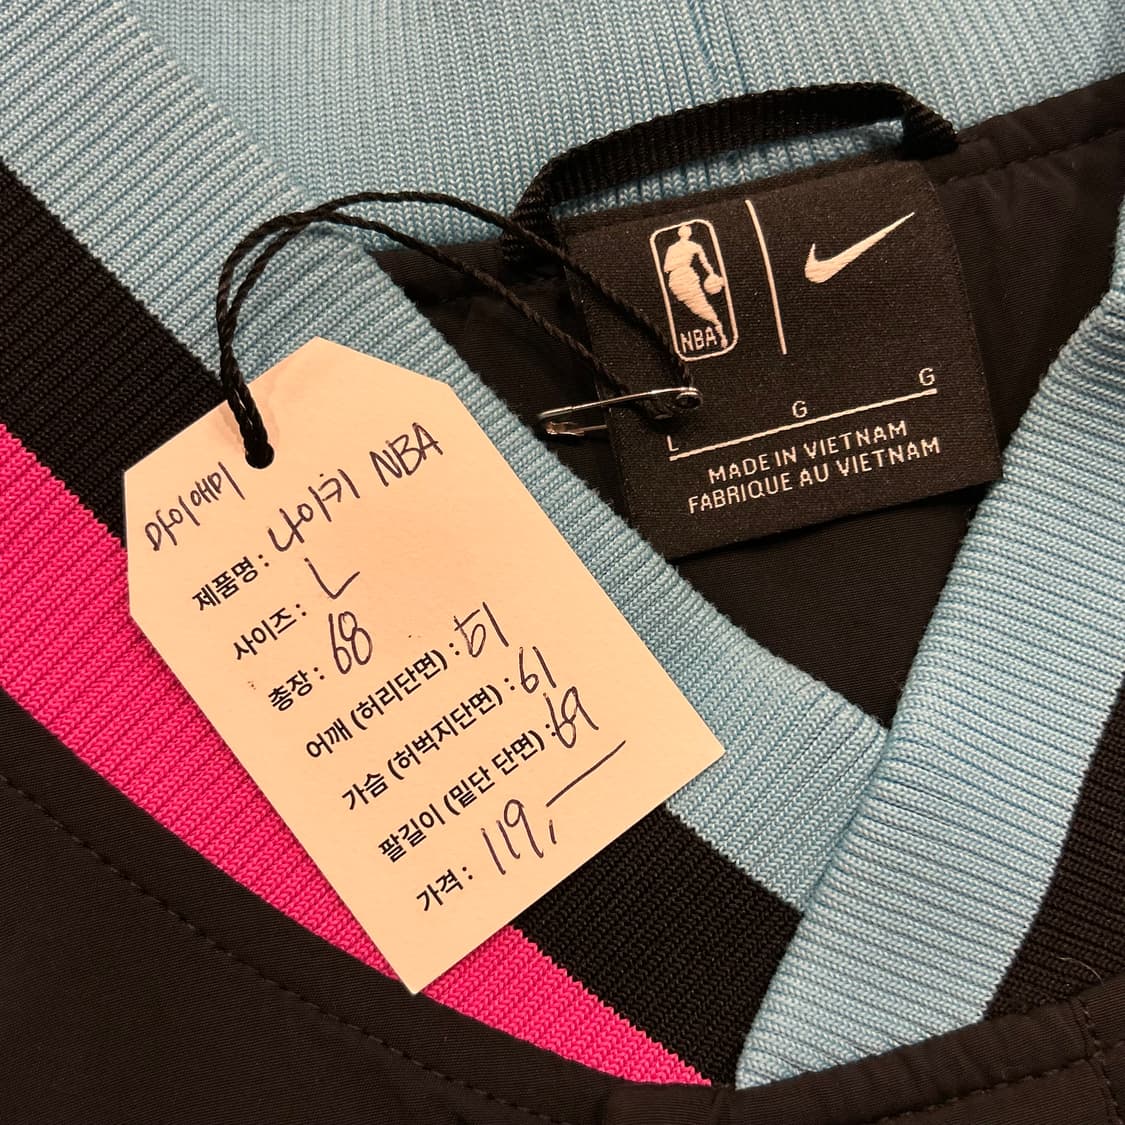 마이애미
제품명 : 나이키 NBA
사이즈 : L
총장 : 68
어깨 (허리단면) : 51
가슴 (허벅지단면) : 61
팔길이 (밑단 단면) : 69
가격 : 119,—
NBA
L G G
MADE IN VIETNAM
FABRIQUE AU VIETNAM